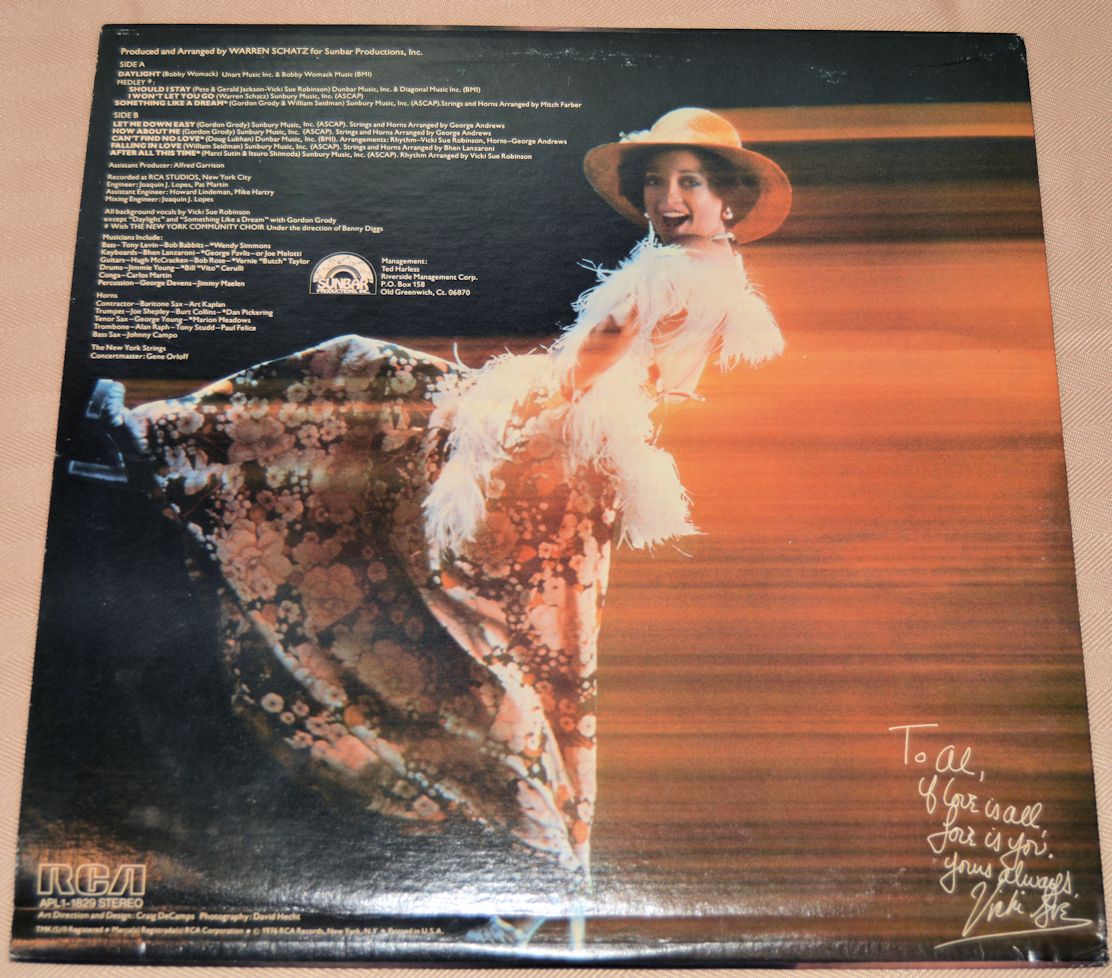 Produced and Arranged by WARREN SCHATZ for Sunbar Productions, Inc.
SIDE A
DAYLIGHT (Bobby Womack) Unart Music Inc. & Bobby Womack Music (BMI)
MEDLEY #:
SHOULD I STAY (Pete & Gerald Jackson-Vicki Sue Robinson) Dunbar Music, Inc. & Diagonal Music Inc. (BMI)
I WON'T LET YOU GO (Warren Schatz) Sunbury Music, Inc. (ASCAP)
SOMETHING LIKE A DREAM* (Gordon Grody & William Seidman) Sunbury Music, Inc. (ASCAP). Strings and Horns Arranged by Mitch Farber
SIDE B
LET ME DOWN EASY (Gordon Grody) Sunbury Music, Inc. (ASCAP). Strings and Horns Arranged by George Andrews
HOW ABOUT ME (Gordon Grody) Sunbury Music, Inc. (ASCAP). Strings and Horns Arranged by George Andrews
CAN'T FIND NO LOVE* (Doug Lubhan) Dunbar Music, Inc. (BMI). Arrangements: Rhythm—Vicki Sue Robinson, Horns—George Andrews
FALLING IN LOVE (William Seidman) Sunbury Music, Inc. (ASCAP). Strings and Horns Arranged by Bhen Lanzaroni
AFTER ALL THIS TIME* (Marci Sutin & Itsuro Shimoda) Sunbury Music, Inc. (ASCAP). Rhythm Arranged by Vicki Sue Robinson
Assistant Producer: Alfred Garrison
Recorded at RCA STUDIOS, New York City
Engineer: Joaquin J. Lopes, Pat Martin
Assistant Engineer: Howard Lindeman, Mike Hartry
Mixing Engineer: Joaquin J. Lopes
All background vocals by Vicki Sue Robinson
except "Daylight" and "Something Like a Dream" with Gordon Grody
# With THE NEW YORK COMMUNITY CHOIR Under the direction of Benny Diggs
Musicians Include:
Bass—Tony Levin—Bob Babbitt—*Wendy Simmons
Keyboards—Bhen Lanzaroni—*George Pavlis—or Joe Melotti
Guitars—Hugh McCracken—Bob Rose—*Vernie "Butch" Taylor
Drums—Jimmie Young—*Bill "Vito" Cerulli
Conga—Carlos Martin
Percussion—George Devens—Jimmy Maelen
SUNBAR
PRODUCTIONS, INC.
Management:
Ted Harless
Riverside Management Corp.
P.O. Box 158
Old Greenwich, Ct. 06870
Horns
Contractor—Baritone Sax—Art Kaplan
Trumpet—Joe Shepley—Burt Collins—*Dan Pickering
Tenor Sax—George Young—*Marion Meadows
Trombone—Alan Raph—Tony Studd—Paul Felice
Bass Sax—Johnny Campo
The New York Strings
Concertmaster: Gene Orloff
To Al,
if love is all,
love is you.
yours, always,
Vicki Sue
RCA
APL1-1829 STEREO
Art Direction and Design: Craig DeCamps Photography: David Hecht
TMK(S)® Registered • Marca(s) Registrada(s) RCA Corporation • © 1976 RCA Records, New York, N.Y. • Printed in U.S.A.